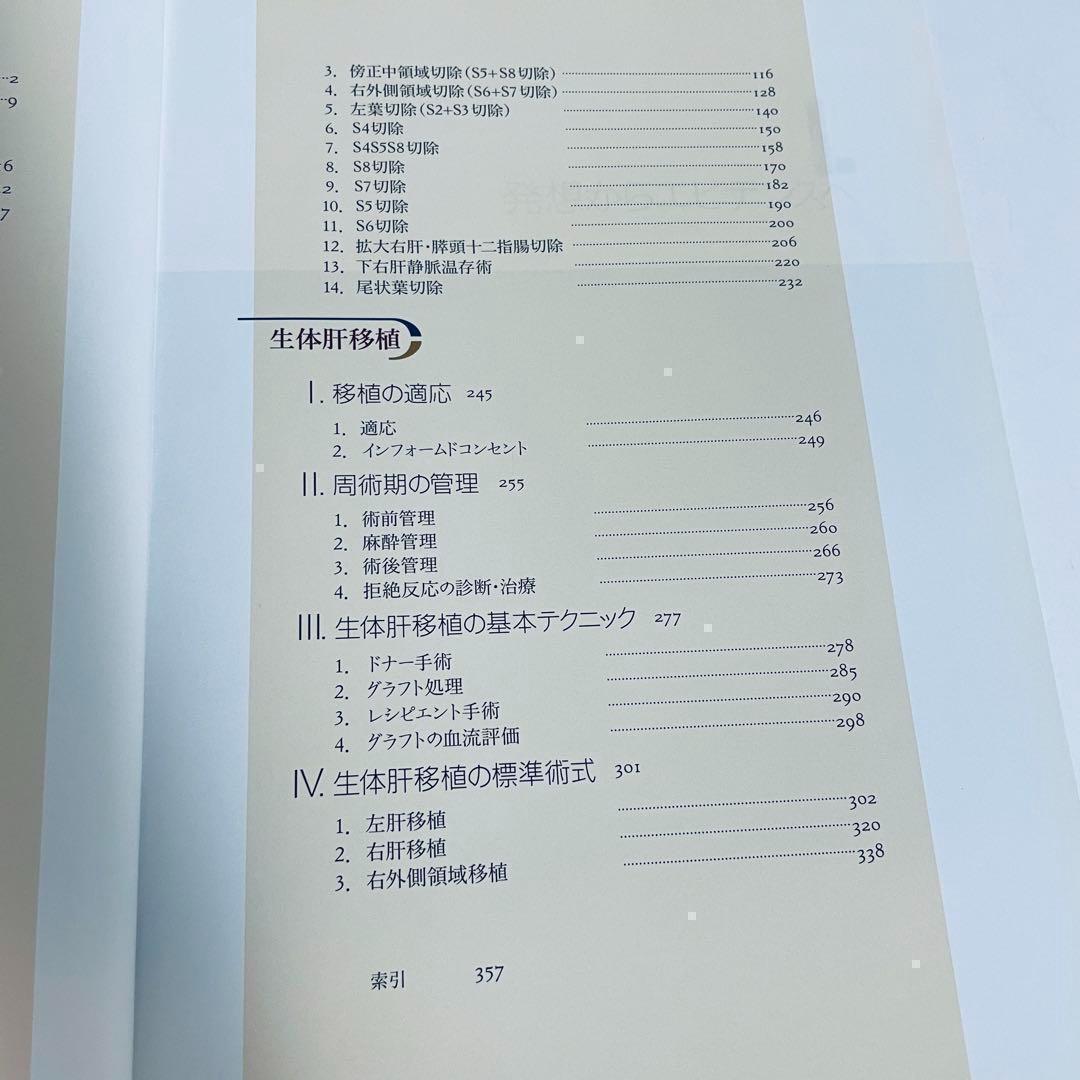 2
9
6
2
7
3. 傍正中領域切除(S5+S8切除) 116
4. 右外側領域切除(S6+S7切除) 128
5. 左葉切除(S2+S3切除) 140
6. S4切除 150
7. S4S5S8切除 158
8. S8切除 170
9. S7切除 182
10. S5切除 190
11. S6切除 200
12. 拡大右肝・膵頭十二指腸切除 206
13. 下右肝静脈温存術 220
14. 尾状葉切除 232
生体肝移植
I. 移植の適応 245
1. 適応 246
2. インフォームドコンセント 249
II. 周術期の管理 255
1. 術前管理 256
2. 麻酔管理 260
3. 術後管理 266
4. 拒絶反応の診断・治療 273
III. 生体肝移植の基本テクニック 277
1. ドナー手術 278
2. グラフト処理 285
3. レシピエント手術 290
4. グラフトの血流評価 298
IV. 生体肝移植の標準術式 301
1. 左肝移植 302
2. 右肝移植 320
3. 右外側領域移植 338
索引 357